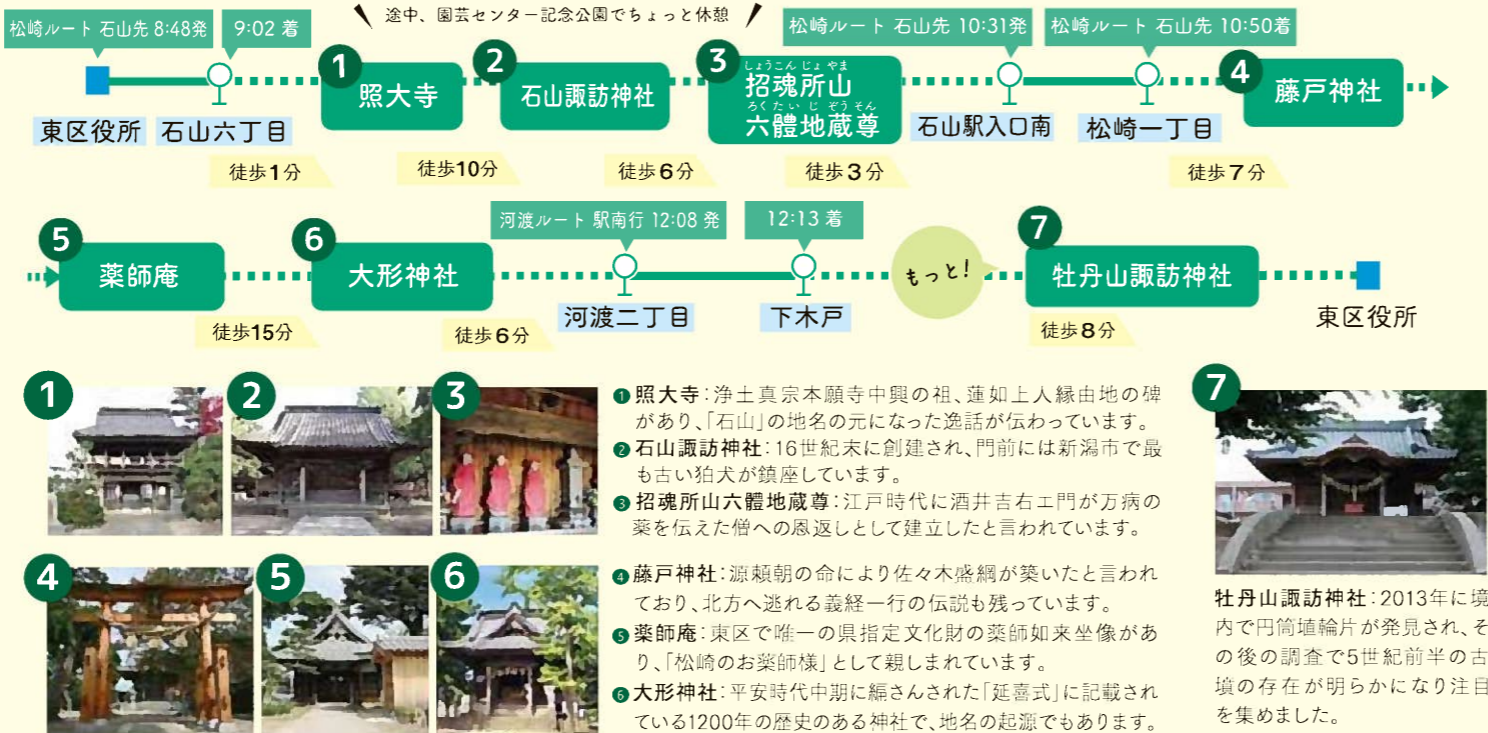 途中、園芸センター記念公園でちょっと休憩
松崎ルート 石山先 8:48発
9:02 着
松崎ルート 石山先 10:31発
松崎ルート 石山先 10:50着
1
照大寺
2
石山諏訪神社
3
しょうこんじょやま
招魂所山
ろくたいじぞうそん
六體地蔵尊
4
藤戸神社
東区役所
石山六丁目
石山駅入口南
松崎一丁目
徒歩1分
徒歩10分
徒歩6分
徒歩3分
徒歩7分
河渡ルート 駅南行 12:08 発
12:13 着
5
薬師庵
6
大形神社
もっと!
7
牡丹山諏訪神社
河渡二丁目
下木戸
東区役所
徒歩15分
徒歩6分
徒歩8分
1
2
3
4
5
6
❶照大寺:浄土真宗本願寺中興の祖、蓮如上人縁由地の碑
があり、「石山」の地名の元になった逸話が伝わっています。
❷石山諏訪神社:16世紀末に創建され、門前には新潟市で最
も古い狛犬が鎮座しています。
❸招魂所山六體地蔵尊:江戸時代に酒井吉右エ門が万病の
薬を伝えた僧への恩返しとして建立したと言われています。
❹藤戸神社:源頼朝の命により佐々木盛綱が築いたと言われ
ており、北方へ逃れる義経一行の伝説も残っています。
❺薬師庵:東区で唯一の県指定文化財の薬師如来坐像があ
り、「松崎のお薬師様」として親しまれています。
❻大形神社:平安時代中期に編さんされた「延喜式」に記載され
ている1200年の歴史のある神社で、地名の起源でもあります。
7
牡丹山諏訪神社:2013年に境
内で円筒埴輪片が発見され、そ
の後の調査で5世紀前半の古
墳の存在が明らかになり注目
を集めました。